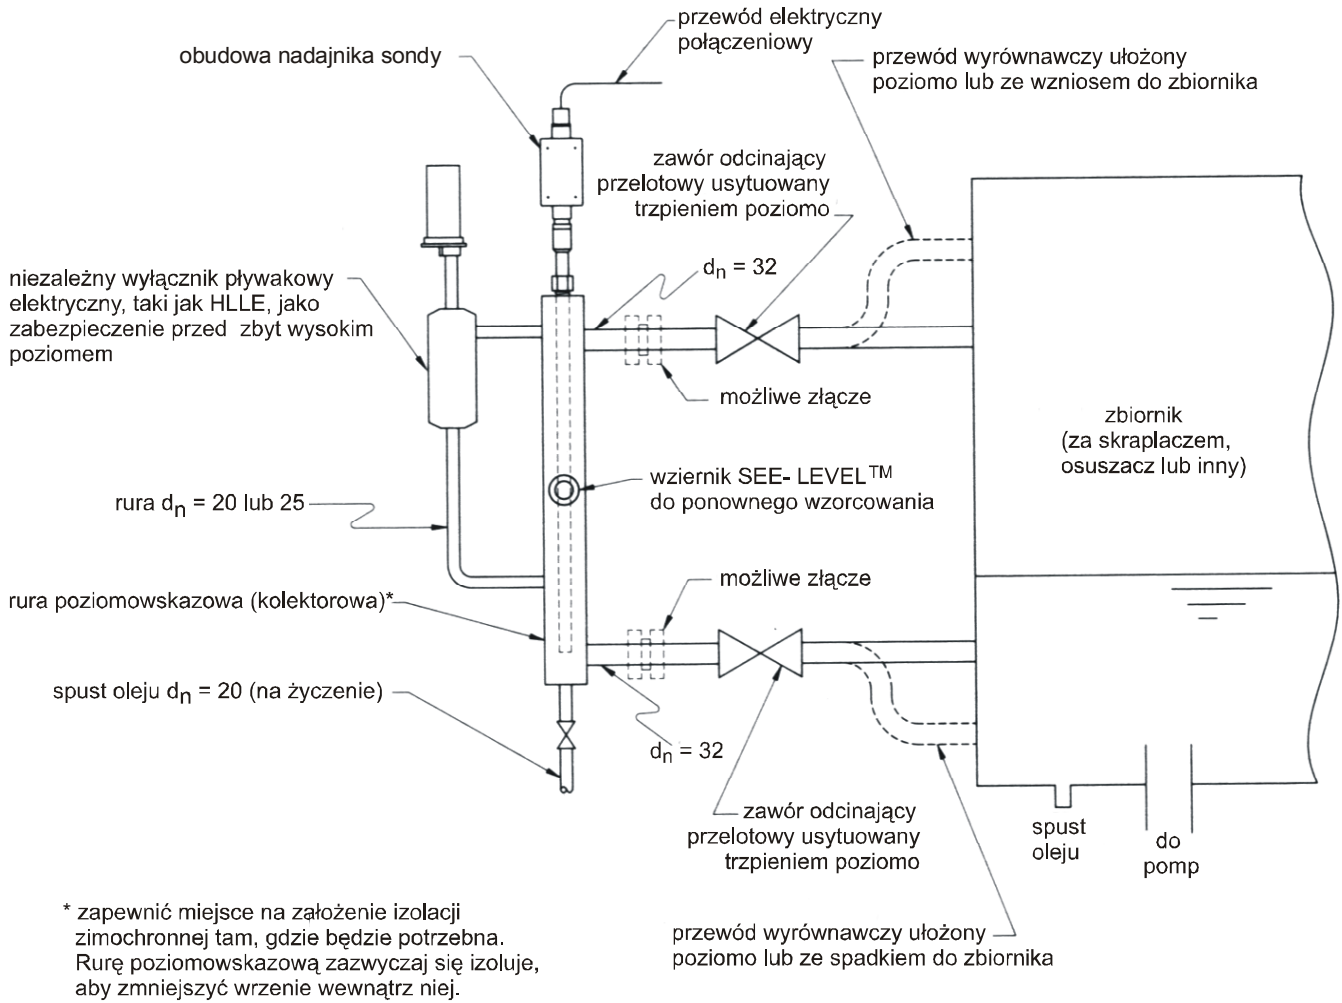 przewód elektryczny
połączeniowy
obudowa nadajnika sondy
przewód wyrównawczy ułożony
poziomo lub ze wzniosem do zbiornika
zawór odcinający
przelotowy usytuowany
trzpieniem poziomo
niezależny wyłącznik pływakowy
elektryczny, taki jak HLLE, jako
zabezpieczenie przed zbyt wysokim
poziomem
dn = 32
możliwe złącze
zbiornik
(za skraplaczem,
osuszacz lub inny)
wziernik SEE- LEVEL™
do ponownego wzorcowania
rura dn = 20 lub 25
możliwe złącze
rura poziomowskazowa (kolektorowa)*
spust oleju dn = 20 (na życzenie)
dn = 32
zawór odcinający
przelotowy usytuowany
trzpieniem poziomo
spust
oleju
do
pomp
* zapewnić miejsce na założenie izolacji
zimochronnej tam, gdzie będzie potrzebna.
Rurę poziomowskazową zazwyczaj się izoluje,
aby zmniejszyć wrzenie wewnątrz niej.
przewód wyrównawczy ułożony
poziomo lub ze spadkiem do zbiornika